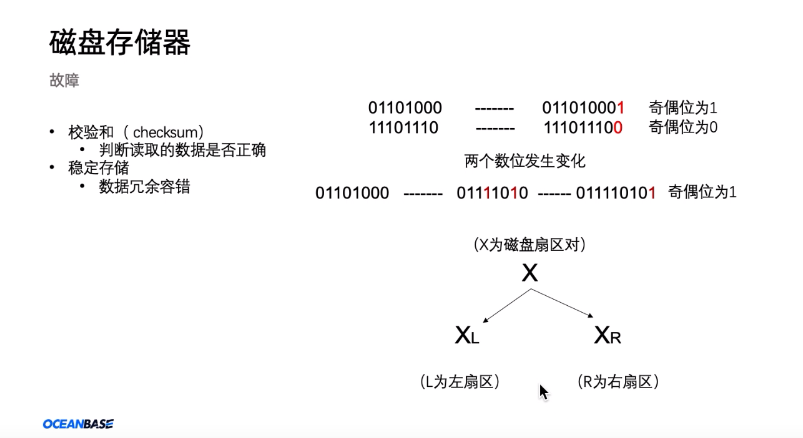 磁盘存储器
故障
• 校验和（ checksum）
• 判断读取的数据是否正确
• 稳定存储
• 数据冗余容错
01101000 ------- 011010001 奇偶位为1
11101110 ------- 111011100 奇偶位为0
两个数位发生变化
01101000 ------- 01111010 ------ 011110101 奇偶位为1
（X为磁盘扇区对）
X
XL XR
（L为左扇区） （R为右扇区）
OCEANBASE